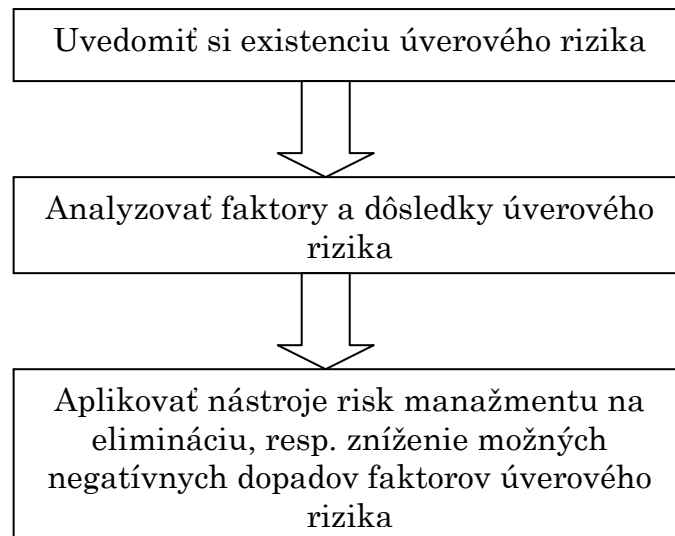 Uvedomiť si existenciu úverového rizika
Analyzovať faktory a dôsledky úverového
rizika
Aplikovať nástroje risk manažmentu na
elimináciu, resp. zníženie možných
negatívnych dopadov faktorov úverového
rizika